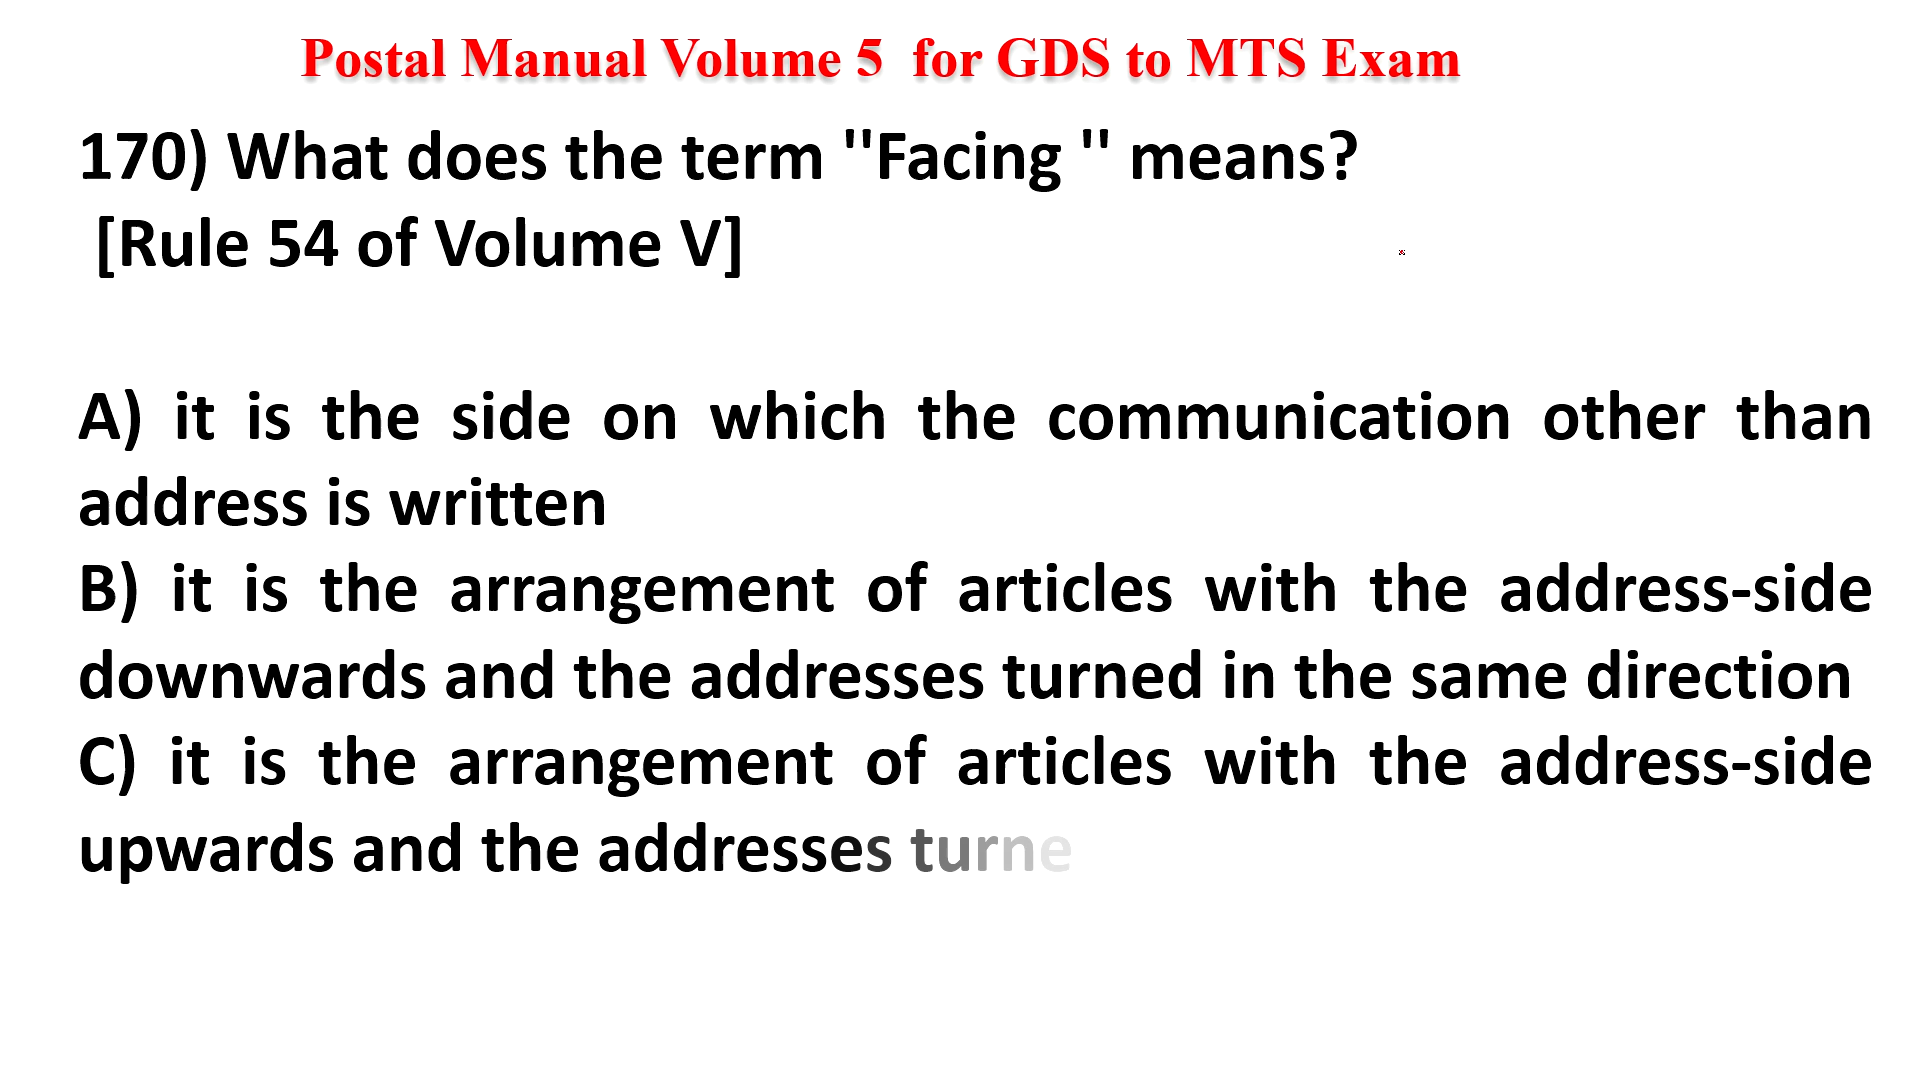 Postal Manual Volume 5 for GDS to MTS Exam
170) What does the term ''Facing '' means?
[Rule 54 of Volume V]
A) it is the side on which the communication other than
address is written
B) it is the arrangement of articles with the address-side
downwards and the addresses turned in the same direction
C) it is the arrangement of articles with the address-side
upwards and the addresses turne